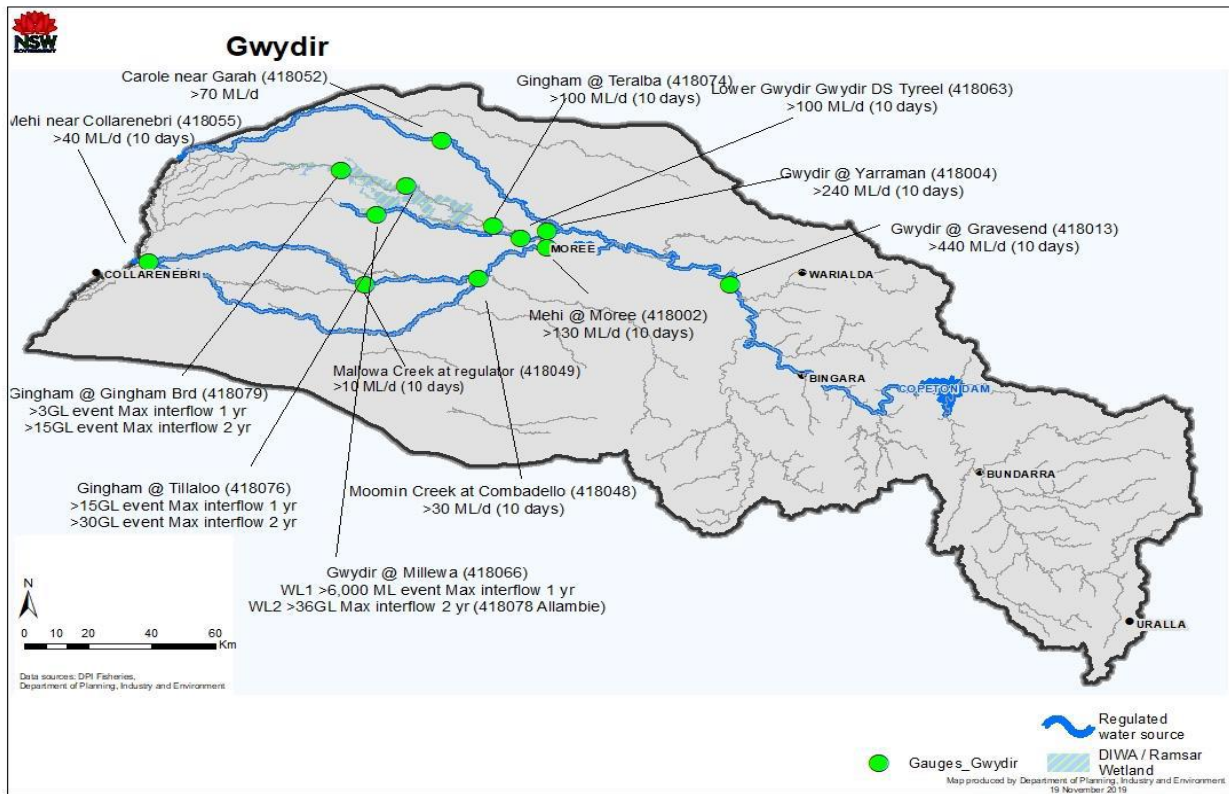 NSW
GOVERNMENT
Gwydir
Carole near Garah (418052)
>70 ML/d
Gingham @ Teralba (418074)
>100 ML/d (10 days)
Lower Gwydir Gwydir DS Tyreel (418063)
>100 ML/d (10 days)
Mehi near Collarenebri (418055)
>40 ML/d (10 days)
Gwydir @ Yarraman (418004)
>240 ML/d (10 days)
Gwydir @ Gravesend (418013)
>440 ML/d (10 days)
MOREE
COLLARENEBRI
WARIALDA
Mehi @ Moree (418002)
>130 ML/d (10 days)
Mallowa Creek at regulator (418049)
>10 ML/d (10 days)
BINGARA
COPETON DAM
Gingham @ Gingham Brd (418079)
>3GL event Max interflow 1 yr
>15GL event Max interflow 2 yr
BUNDARRA
Gingham @ Tillaloo (418076)
>15GL event Max interflow 1 yr
>30GL event Max interflow 2 yr
Moomin Creek at Combadello (418048)
>30 ML/d (10 days)
Gwydir @ Millewa (418066)
WL1 >6,000 ML event Max interflow 1 yr
WL2 >36GL Max interflow 2 yr (418078 Allambie)
URALLA
N
0 10 20 40 60
Km
Data sources: DPI Fisheries,
Department of Planning, Industry and Environment
Regulated
water source
Gauges_Gwydir
DIWA / Ramsar
Wetland
Map produced by Department of Planning, Industry and Environment
19 November 2019